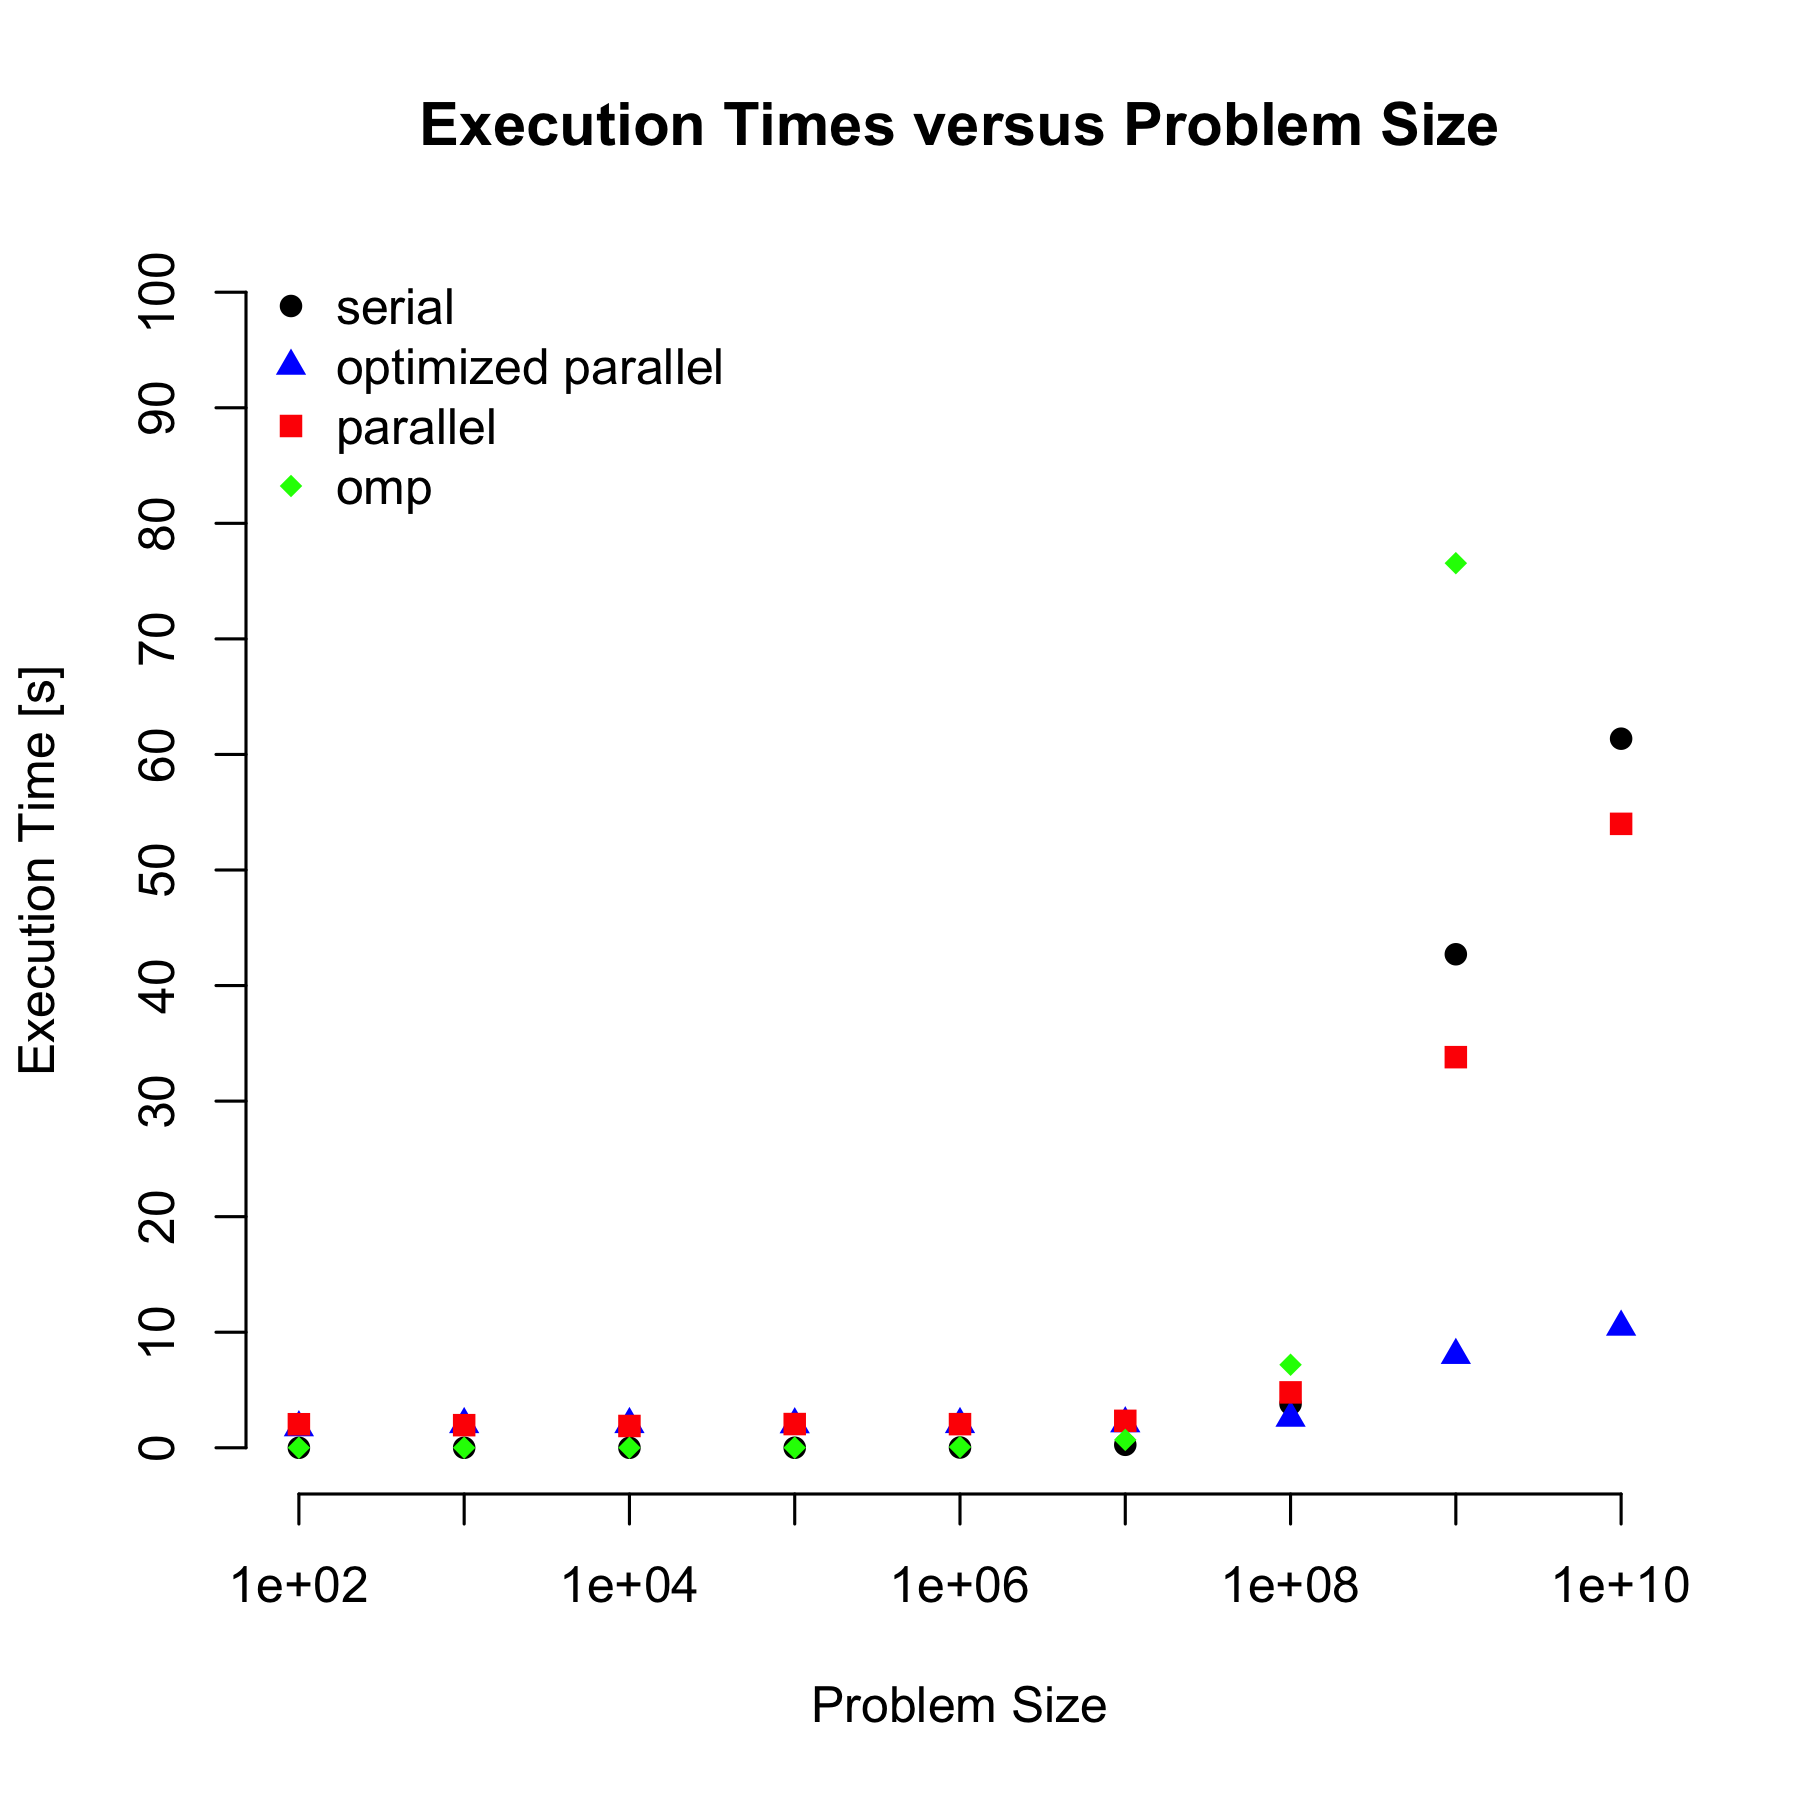 Execution Times versus Problem Size
serial
optimized parallel
parallel
omp
Execution Time [s]
100
90
80
70
60
50
40
30
20
10
0
1e+02 1e+04 1e+06 1e+08 1e+10
Problem Size